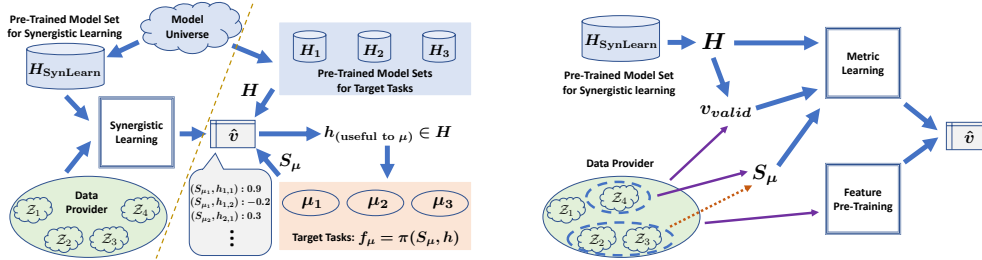 Pre-Trained Model Set
for Synergistic Learning
H_SynLearn
Model
Universe
H_1
H_2
H_3
Pre-Trained Model Sets
for Target Tasks
H
Synergistic
Learning
v̂
h_(useful to μ) ∈ H
S_μ
(S_μ1, h_1,1) : 0.9
(S_μ1, h_1,2) : −0.2
(S_μ2, h_2,1) : 0.3
⋮
μ_1
μ_2
μ_3
Target Tasks: f_μ = π(S_μ, h)
Data
Provider
Z_1
Z_4
Z_2
Z_3
H_SynLearn
Pre-Trained Model Set
for Synergistic learning
H
Metric
Learning
v_valid
v̂
Data Provider
S_μ
Z_1
Z_4
Z_2
Z_3
Feature
Pre-Training